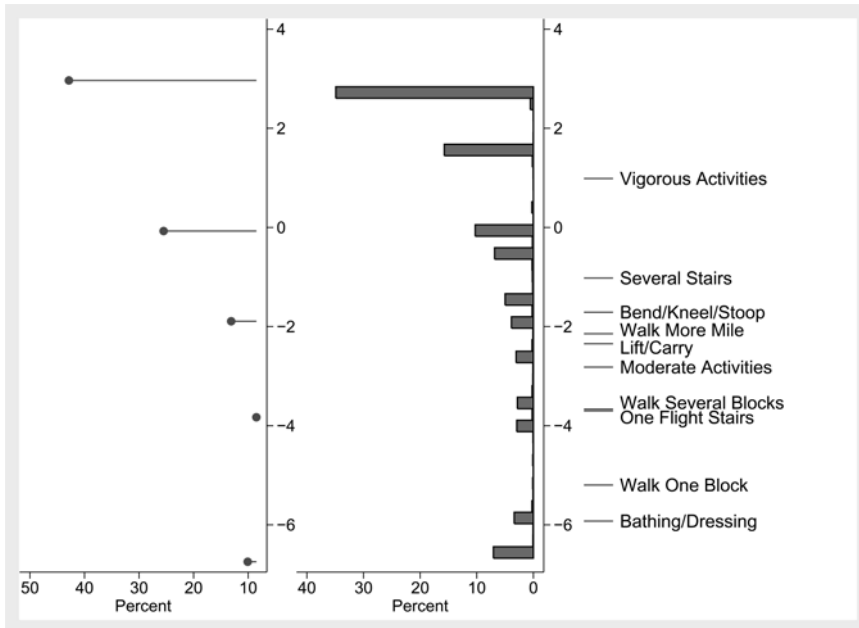 4
2
0
−2
−4
−6
50
40
30
20
10
Percent
4
2
0
−2
−4
−6
40
30
20
10
0
Percent
Vigorous Activities
Several Stairs
Bend/Kneel/Stoop
Walk More Mile
Lift/Carry
Moderate Activities
Walk Several Blocks
One Flight Stairs
Walk One Block
Bathing/Dressing